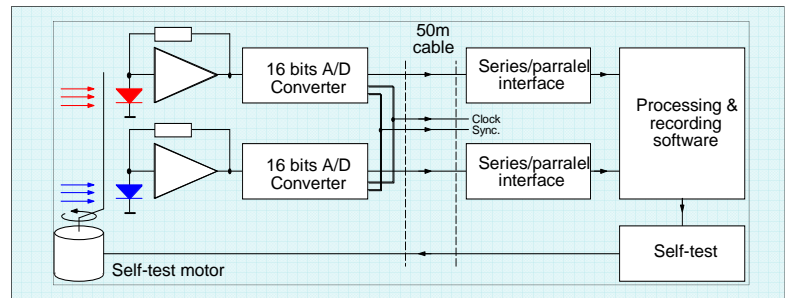 50m
cable
16 bits A/D
Converter
Series/parralel
interface
Processing &
recording
software
Clock
Sync.
16 bits A/D
Converter
Series/parralel
interface
Self-test
Self-test motor